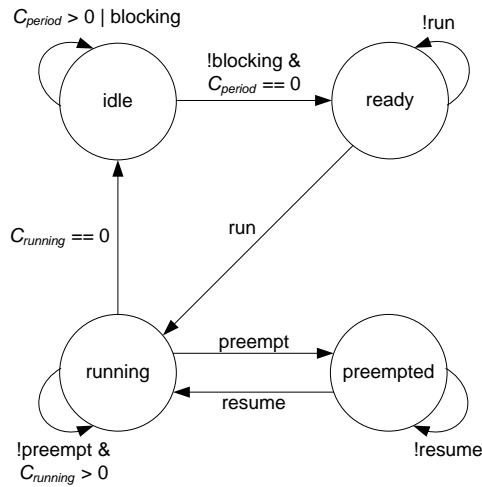 C_period > 0 | blocking
!run
!blocking &
C_period == 0
idle
ready
run
C_running == 0
preempt
running
preempted
resume
!preempt &
C_running > 0
!resume